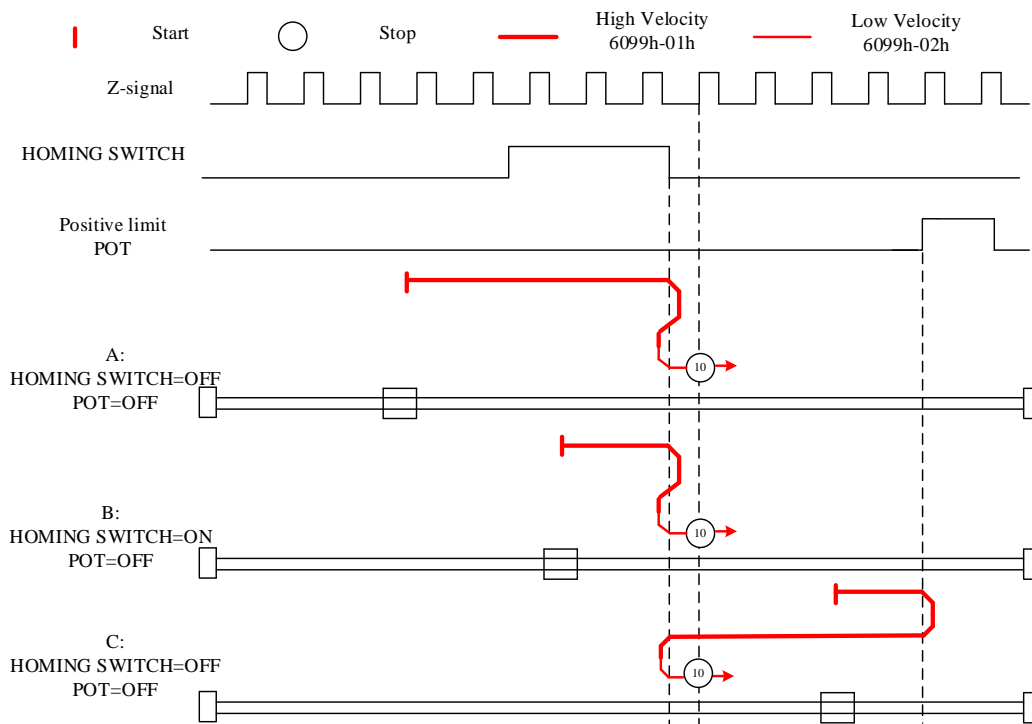 Start
Stop
High Velocity
6099h-01h
Low Velocity
6099h-02h
Z-signal
HOMING SWITCH
Positive limit
POT
A:
HOMING SWITCH=OFF
POT=OFF
10
B:
HOMING SWITCH=ON
POT=OFF
10
C:
HOMING SWITCH=OFF
POT=OFF
10